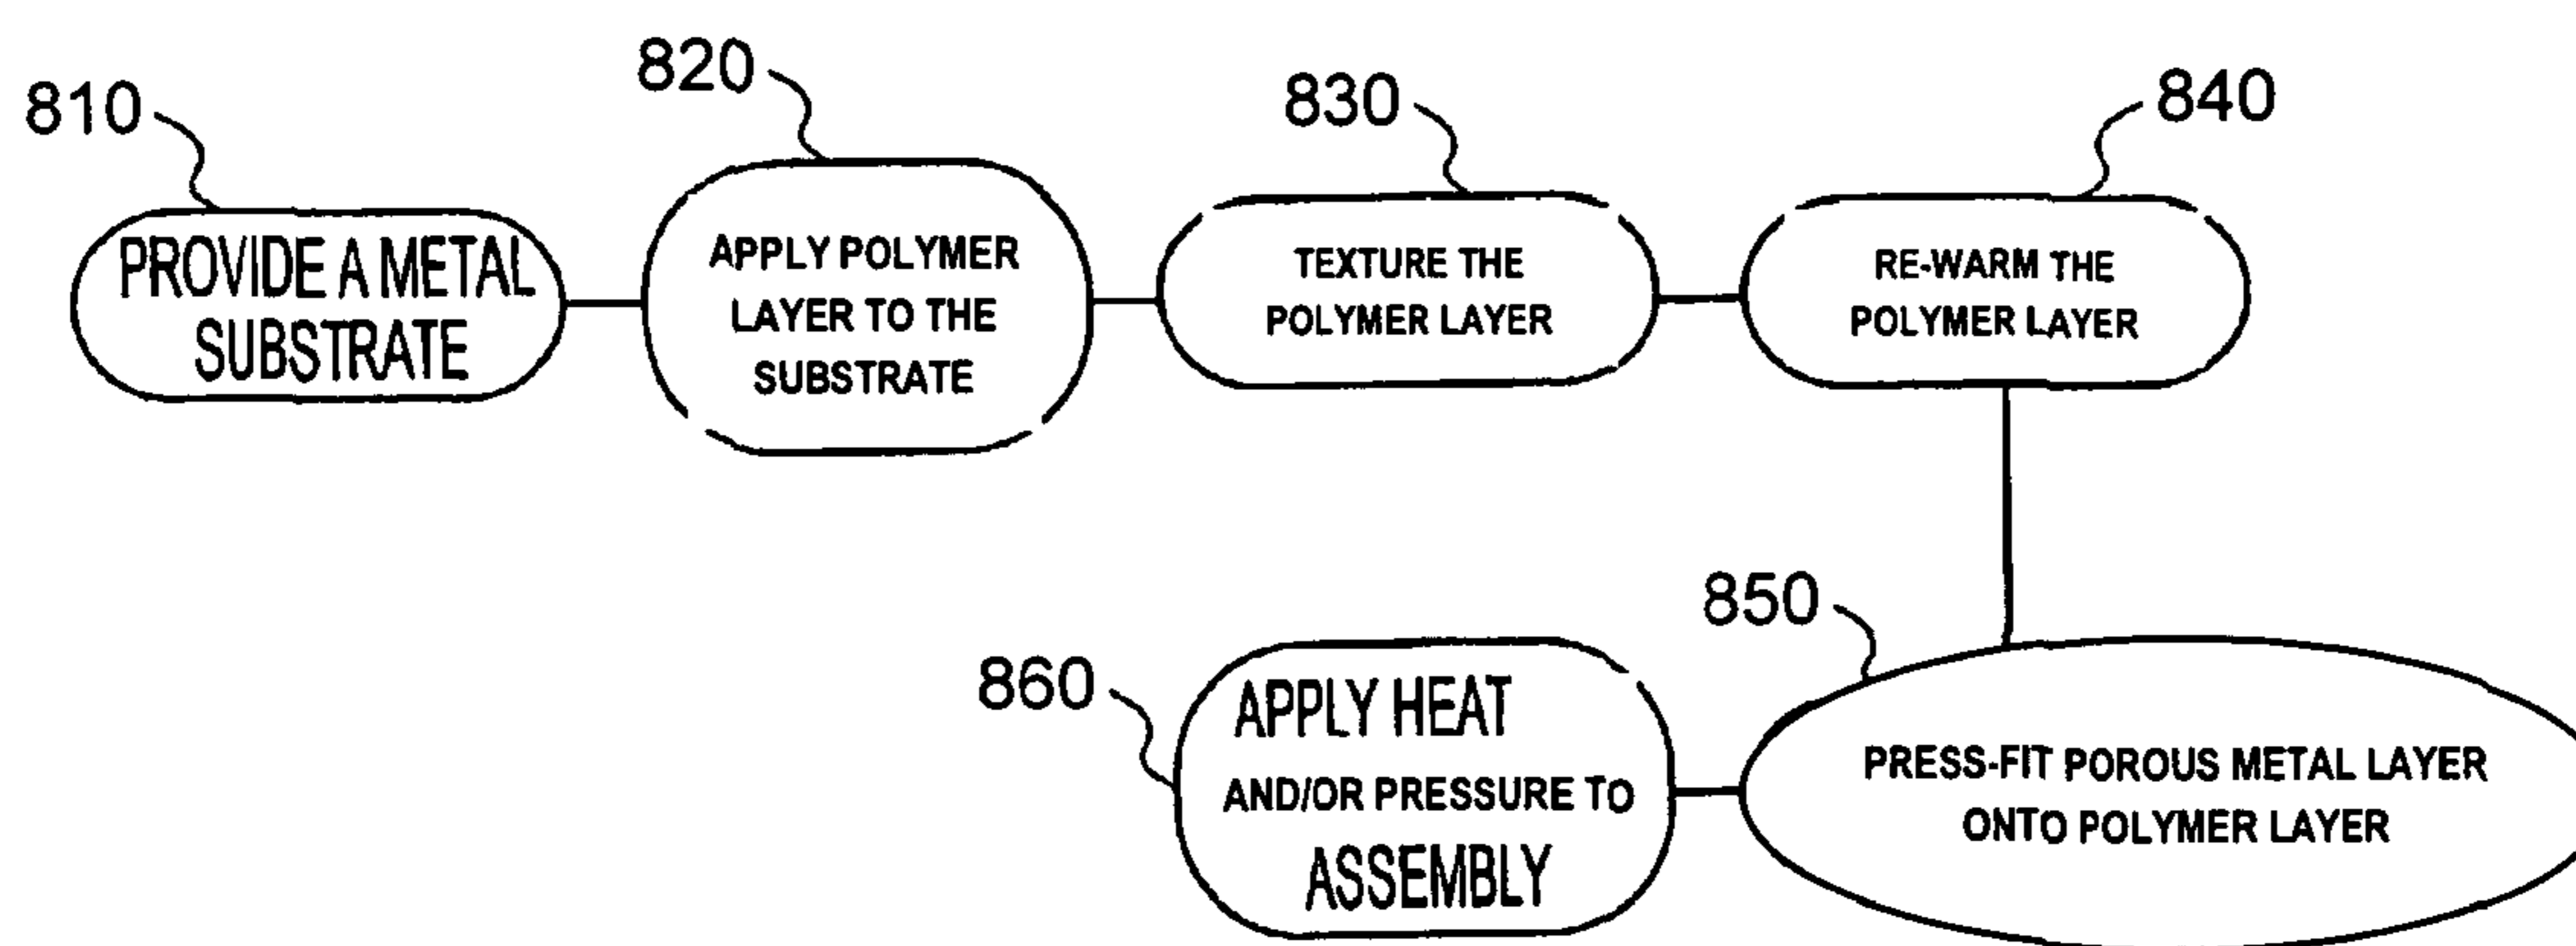 810
PROVIDE A METAL
SUBSTRATE
820
APPLY POLYMER
LAYER TO THE
SUBSTRATE
830
TEXTURE THE
POLYMER LAYER
840
RE-WARM THE
POLYMER LAYER
850
PRESS-FIT POROUS METAL LAYER
ONTO POLYMER LAYER
860
APPLY HEAT
AND/OR PRESSURE TO
ASSEMBLY